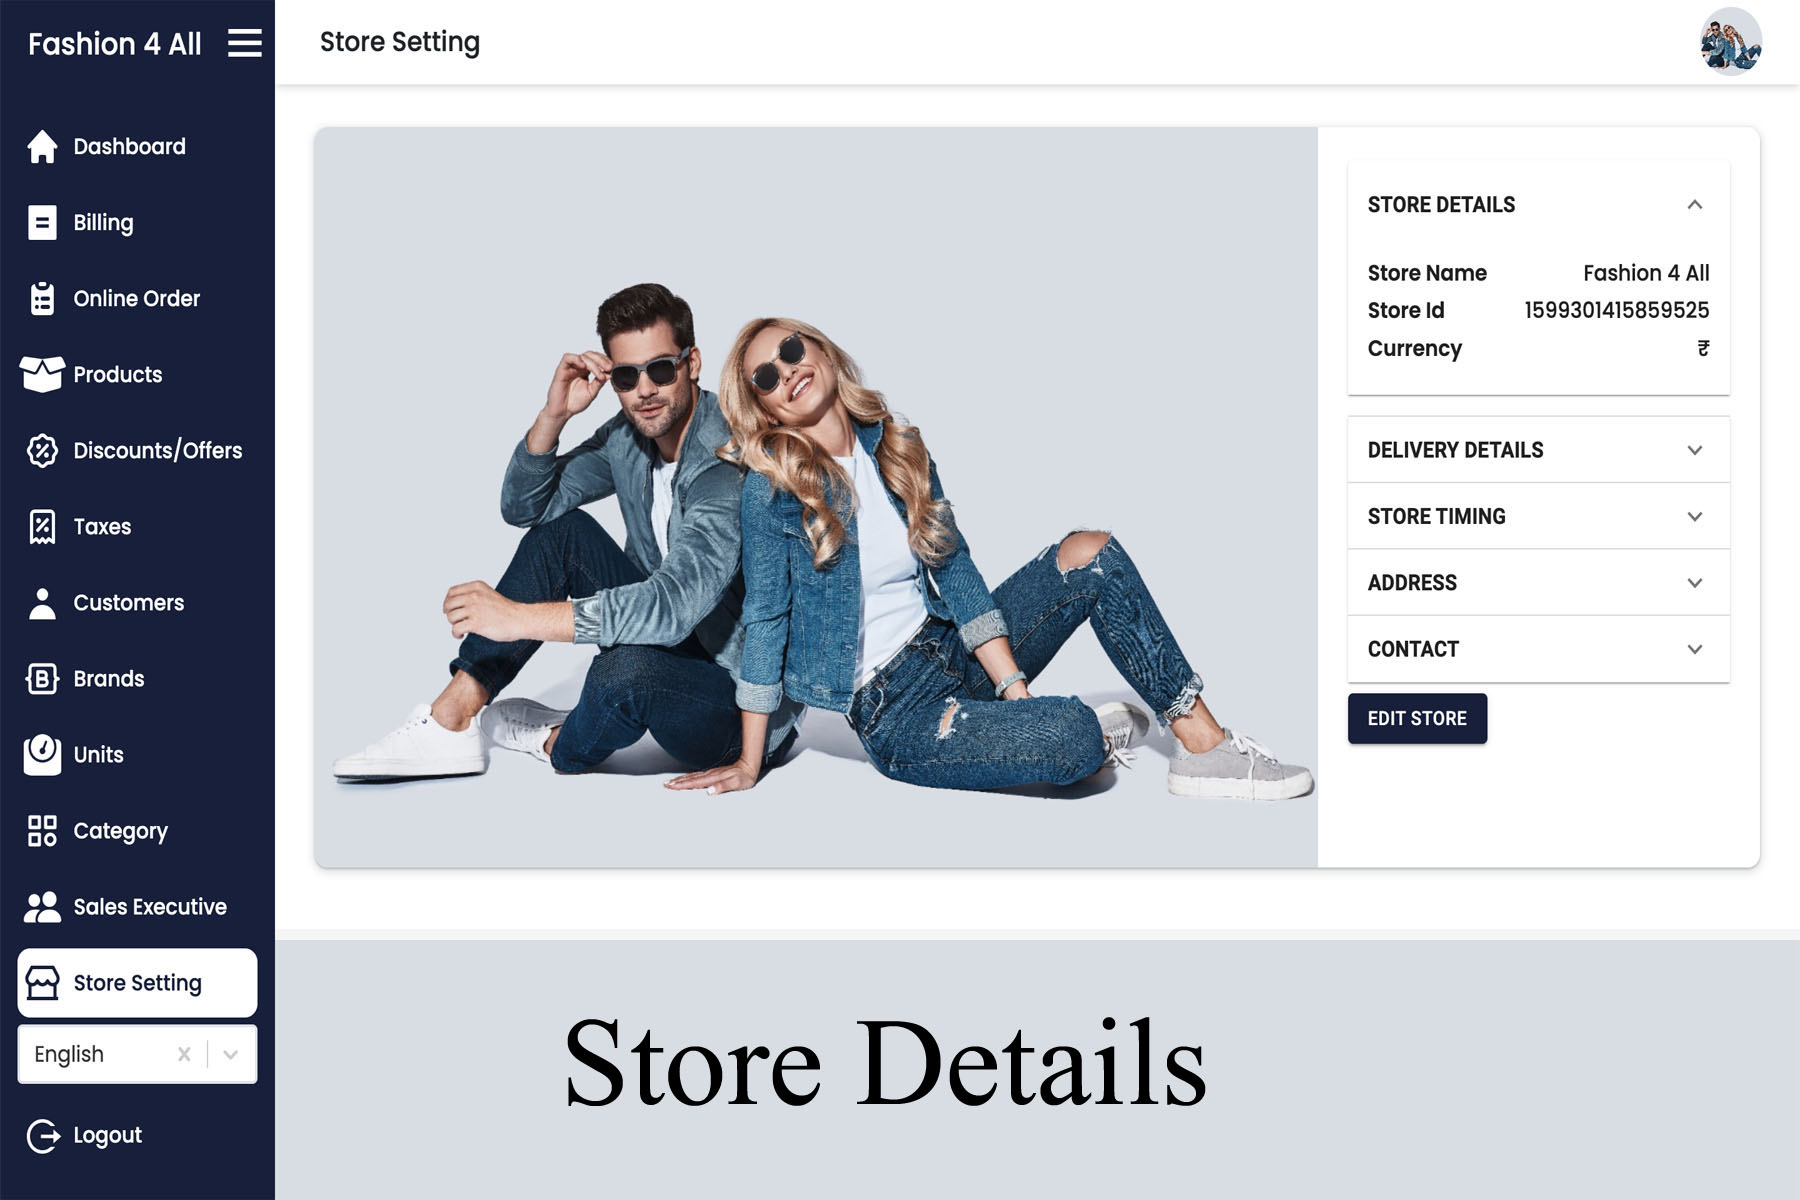 Fashion 4 All
Store Setting
Dashboard
Billing
Online Order
Products
Discounts/Offers
Taxes
Customers
Brands
Units
Category
Sales Executive
Store Setting
English
Logout
STORE DETAILS
Store Name Fashion 4 All
Store Id 1599301415859525
Currency ₹
DELIVERY DETAILS
STORE TIMING
ADDRESS
CONTACT
EDIT STORE
Store Details